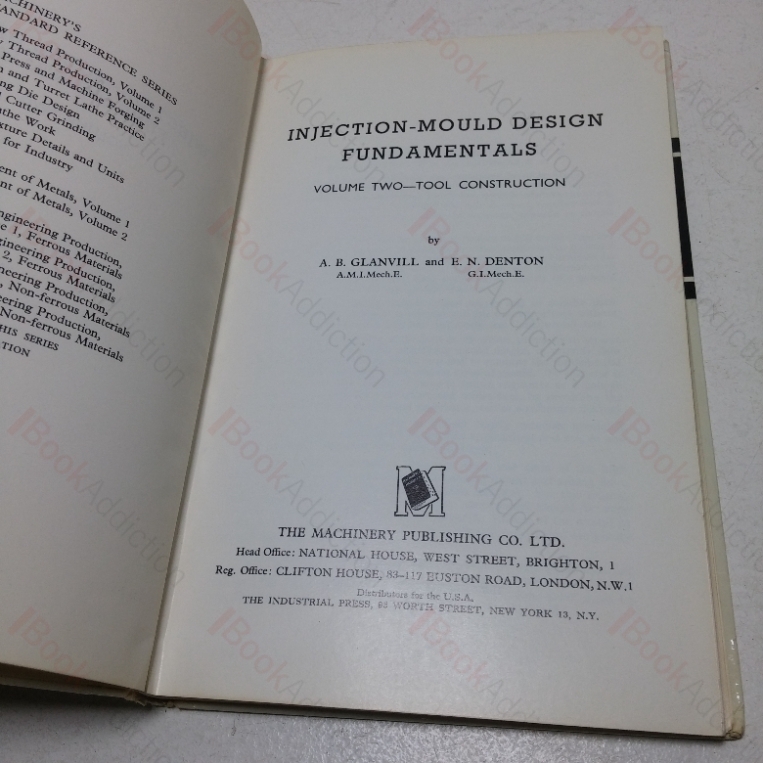 MACHINERY'S
STANDARD REFERENCE SERIES
Thread Production, Volume 1
Thread Production, Volume 2
Press and Machine Forging
and Turret Lathe Practice
Die Design
Cutter Grinding
Work
Details and Units
for Industry
of Metals, Volume 1
of Metals, Volume 2
Engineering Production,
1, Ferrous Materials
Engineering Production,
2, Ferrous Materials
Engineering Production,
Non-ferrous Materials
Engineering Production,
Non-ferrous Materials
THIS SERIES
INJECTION-MOULD DESIGN
FUNDAMENTALS
VOLUME TWO—TOOL CONSTRUCTION
by
A. B. GLANVILL and E. N. DENTON
A.M.I.Mech.E. G.I.Mech.E.
M
THE MACHINERY PUBLISHING CO. LTD.
Head Office: NATIONAL HOUSE, WEST STREET, BRIGHTON, 1
Reg. Office: CLIFTON HOUSE, 83–117 EUSTON ROAD, LONDON, N.W.1
Distributors for the U.S.A.
THE INDUSTRIAL PRESS, 93 WORTH STREET, NEW YORK 13, N.Y.
BookAddiction